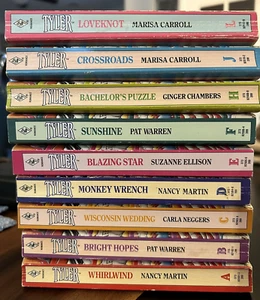 TYLER LOVEKNOT MARISA CARROLL L
TYLER CROSSROADS MARISA CARROLL J
TYLER BACHELOR'S PUZZLE GINGER CHAMBERS H
TYLER SUNSHINE PAT WARREN F
TYLER BLAZING STAR SUZANNE ELLISON E
TYLER MONKEY WRENCH NANCY MARTIN D
TYLER WISCONSIN WEDDING CARLA NEGGERS C
TYLER BRIGHT HOPES PAT WARREN B
TYLER WHIRLWIND NANCY MARTIN A